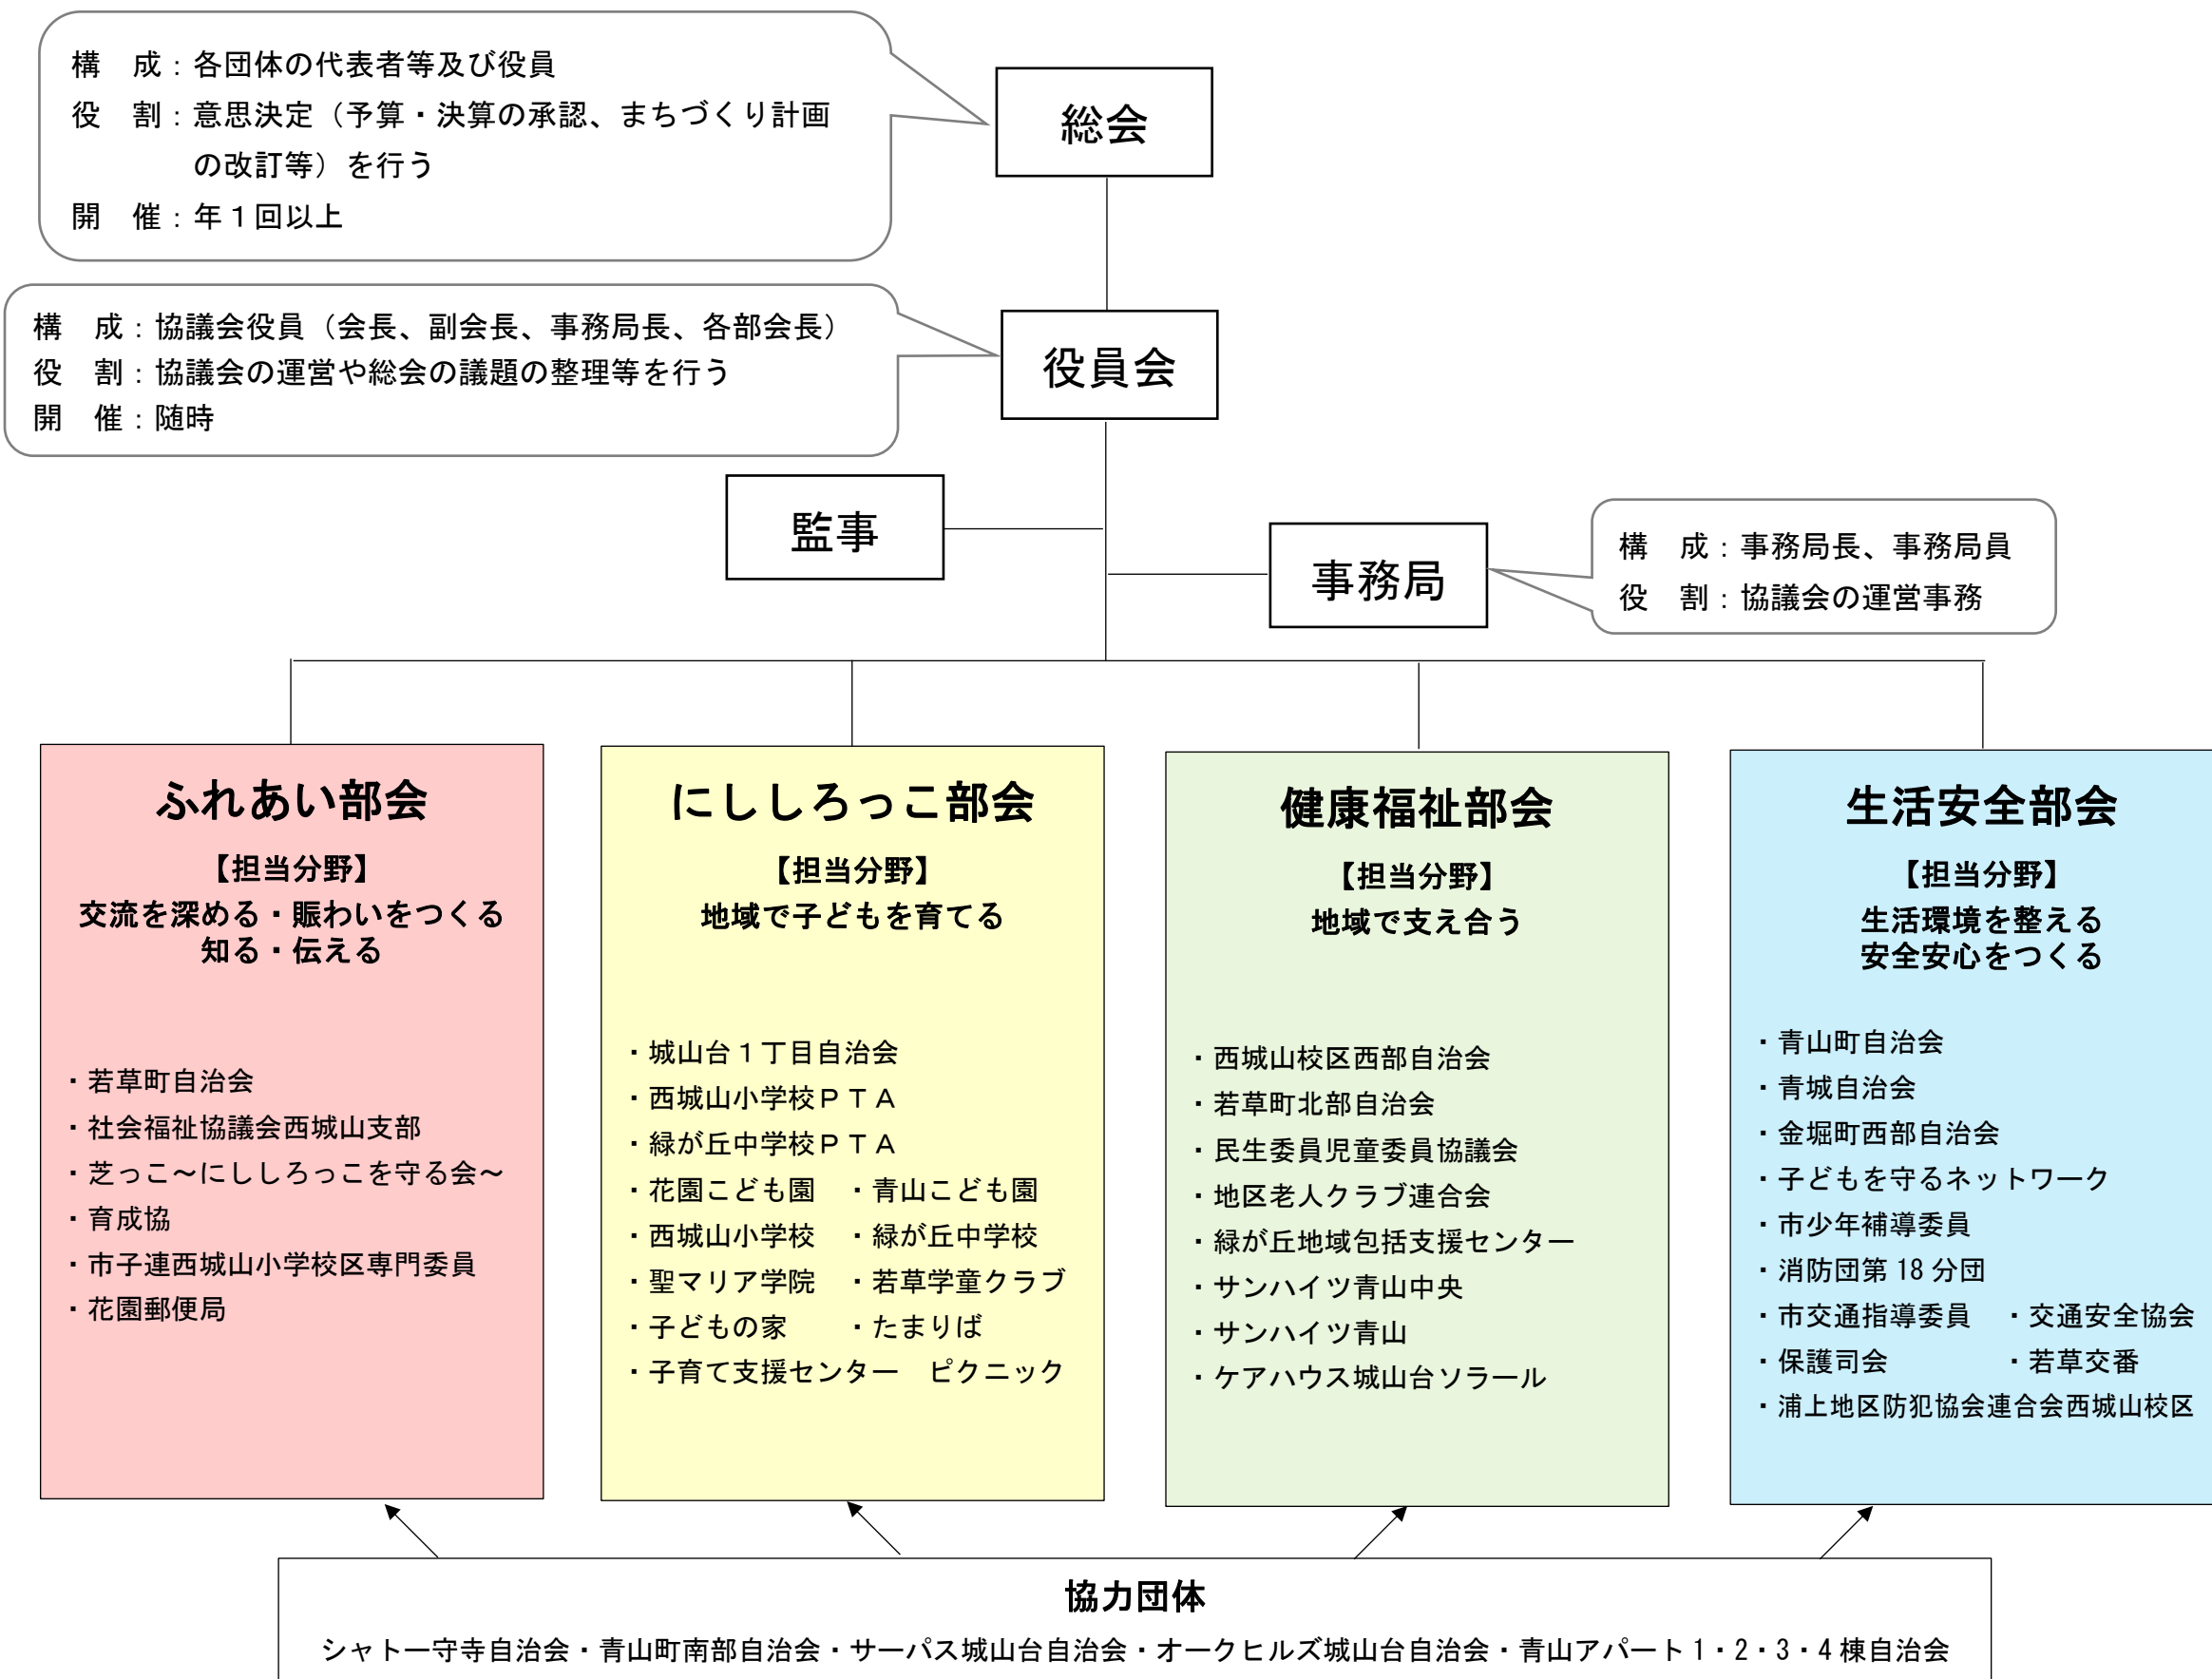 構　成：各団体の代表者等及び役員
役　割：意思決定（予算・決算の承認、まちづくり計画
の改訂等）を行う
開　催：年１回以上
総会
構　成：協議会役員（会長、副会長、事務局長、各部会長）
役　割：協議会の運営や総会の議題の整理等を行う
開　催：随時
役員会
監事
事務局
構　成：事務局長、事務局員
役　割：協議会の運営事務
ふれあい部会
【担当分野】
交流を深める・賑わいをつくる
知る・伝える
・若草町自治会
・社会福祉協議会西城山支部
・芝っこ～にししろっこを守る会～
・育成協
・市子連西城山小学校区専門委員
・花園郵便局
にししろっこ部会
【担当分野】
地域で子どもを育てる
・城山台１丁目自治会
・西城山小学校ＰＴＡ
・緑が丘中学校ＰＴＡ
・花園こども園　・青山こども園
・西城山小学校　・緑が丘中学校
・聖マリア学院　・若草学童クラブ
・子どもの家　　・たまりば
・子育て支援センター　ピクニック
健康福祉部会
【担当分野】
地域で支え合う
・西城山校区西部自治会
・若草町北部自治会
・民生委員児童委員協議会
・地区老人クラブ連合会
・緑が丘地域包括支援センター
・サンハイツ青山中央
・サンハイツ青山
・ケアハウス城山台ソラール
生活安全部会
【担当分野】
生活環境を整える
安全安心をつくる
・青山町自治会
・青城自治会
・金堀町西部自治会
・子どもを守るネットワーク
・市少年補導委員
・消防団第 18 分団
・市交通指導委員　・交通安全協会
・保護司会　　　　・若草交番
・浦上地区防犯協会連合会西城山校区
協力団体
シャトー守寺自治会・青山町南部自治会・サーパス城山台自治会・オークヒルズ城山台自治会・青山アパート 1・2・3・4 棟自治会